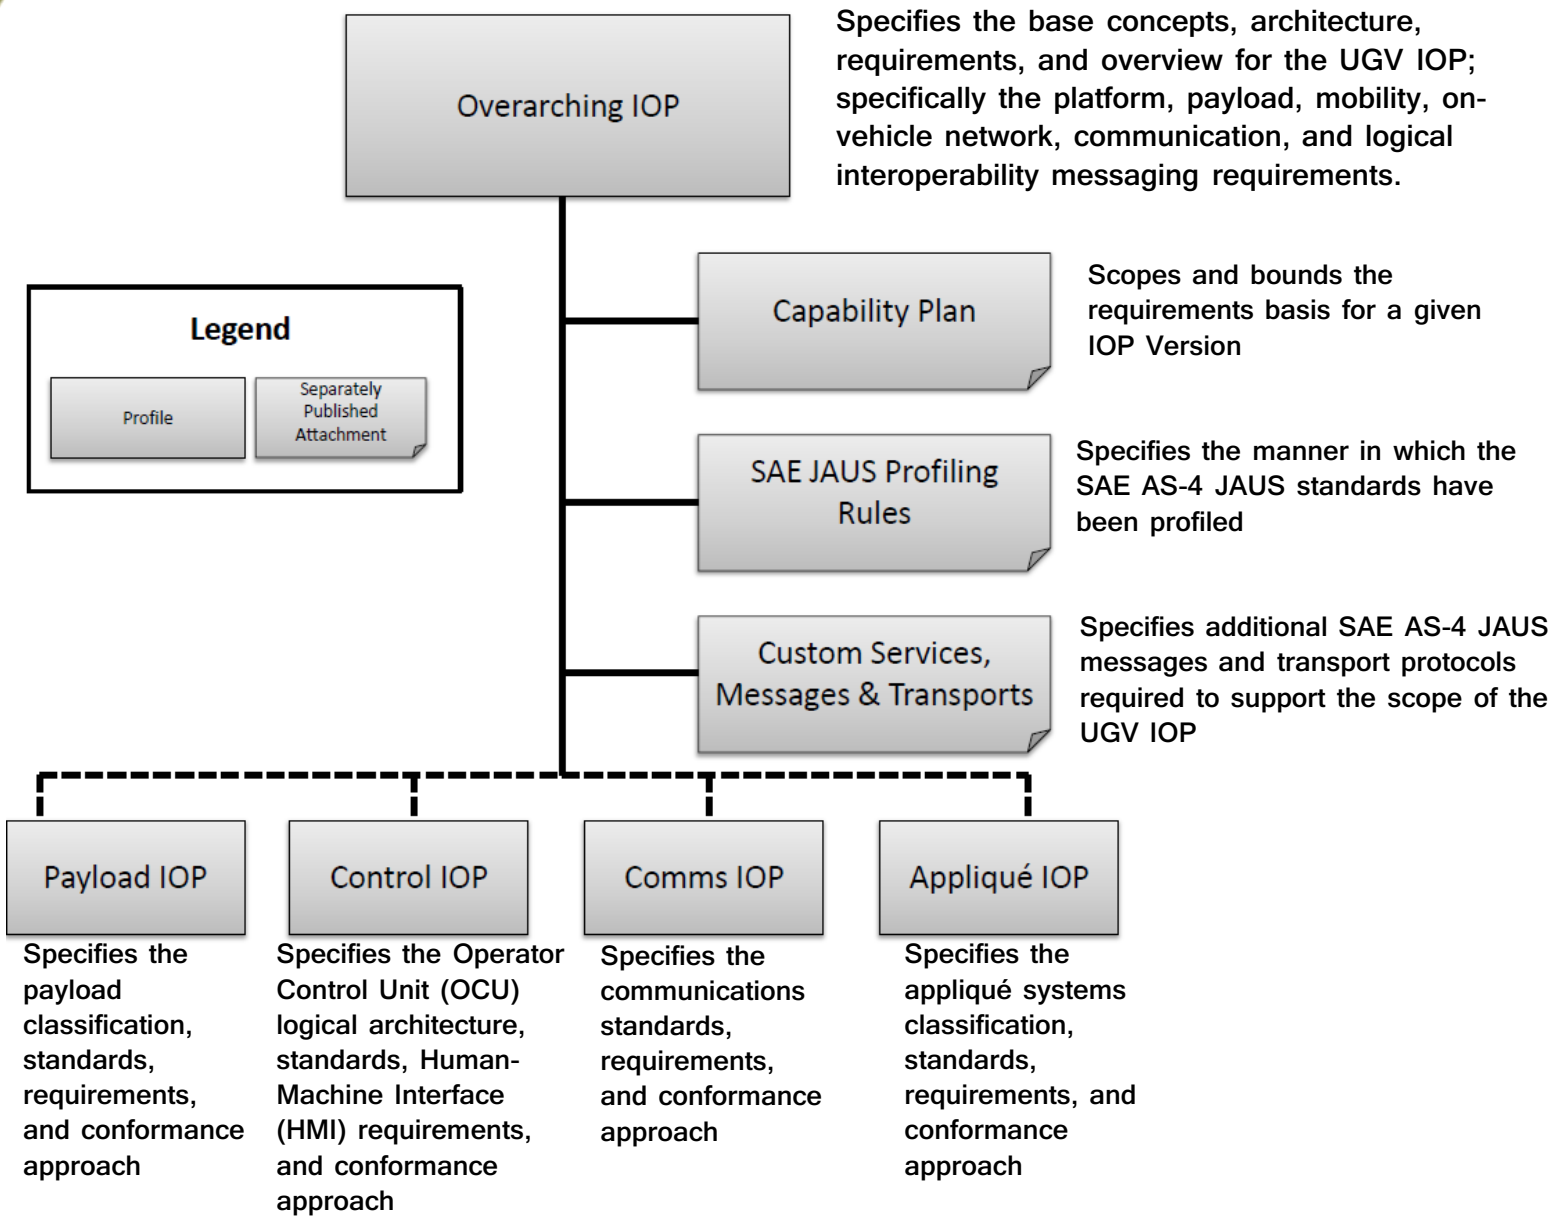 Overarching IOP
Specifies the base concepts, architecture,
requirements, and overview for the UGV IOP;
specifically the platform, payload, mobility, on-
vehicle network, communication, and logical
interoperability messaging requirements.
Legend
Profile
Separately
Published
Attachment
Capability Plan
Scopes and bounds the
requirements basis for a given
IOP Version
SAE JAUS Profiling
Rules
Specifies the manner in which the
SAE AS-4 JAUS standards have
been profiled
Custom Services,
Messages & Transports
Specifies additional SAE AS-4 JAUS
messages and transport protocols
required to support the scope of the
UGV IOP
Payload IOP
Specifies the
payload
classification,
standards,
requirements,
and conformance
approach
Control IOP
Specifies the Operator
Control Unit (OCU)
logical architecture,
standards, Human-
Machine Interface
(HMI) requirements,
and conformance
approach
Comms IOP
Specifies the
communications
standards,
requirements,
and conformance
approach
Appliqué IOP
Specifies the
appliqué systems
classification,
standards,
requirements, and
conformance
approach